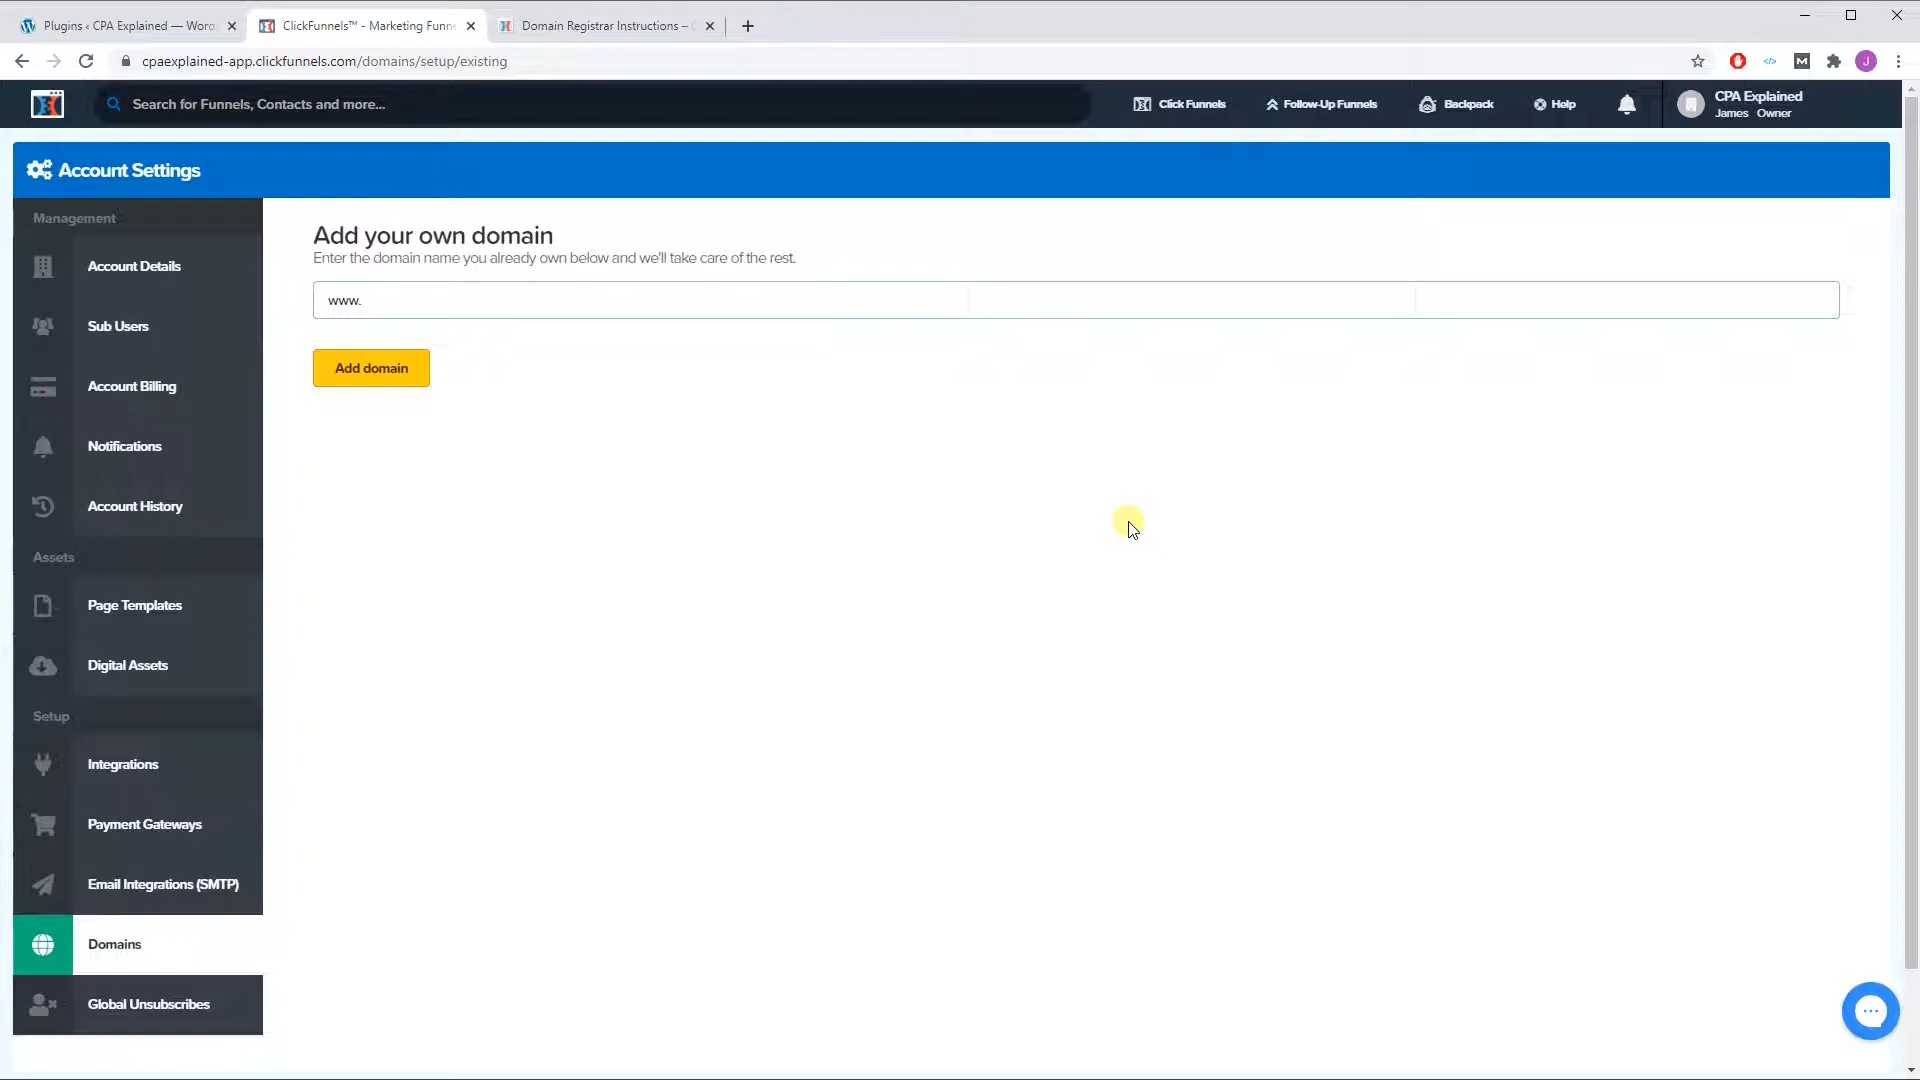 Plugins ‹ CPA Explained — Word
ClickFunnels™ - Marketing Funne
Domain Registrar Instructions –
cpaexplained-app.clickfunnels.com/domains/setup/existing
J
Search for Funnels, Contacts and more...
Click Funnels
Follow-Up Funnels
Backpack
Help
CPA Explained
James Owner
Account Settings
Management
Account Details
Sub Users
Account Billing
Notifications
Account History
Assets
Page Templates
Digital Assets
Setup
Integrations
Payment Gateways
Email Integrations (SMTP)
Domains
Global Unsubscribes
Add your own domain
Enter the domain name you already own below and we'll take care of the rest.
www.
Add domain